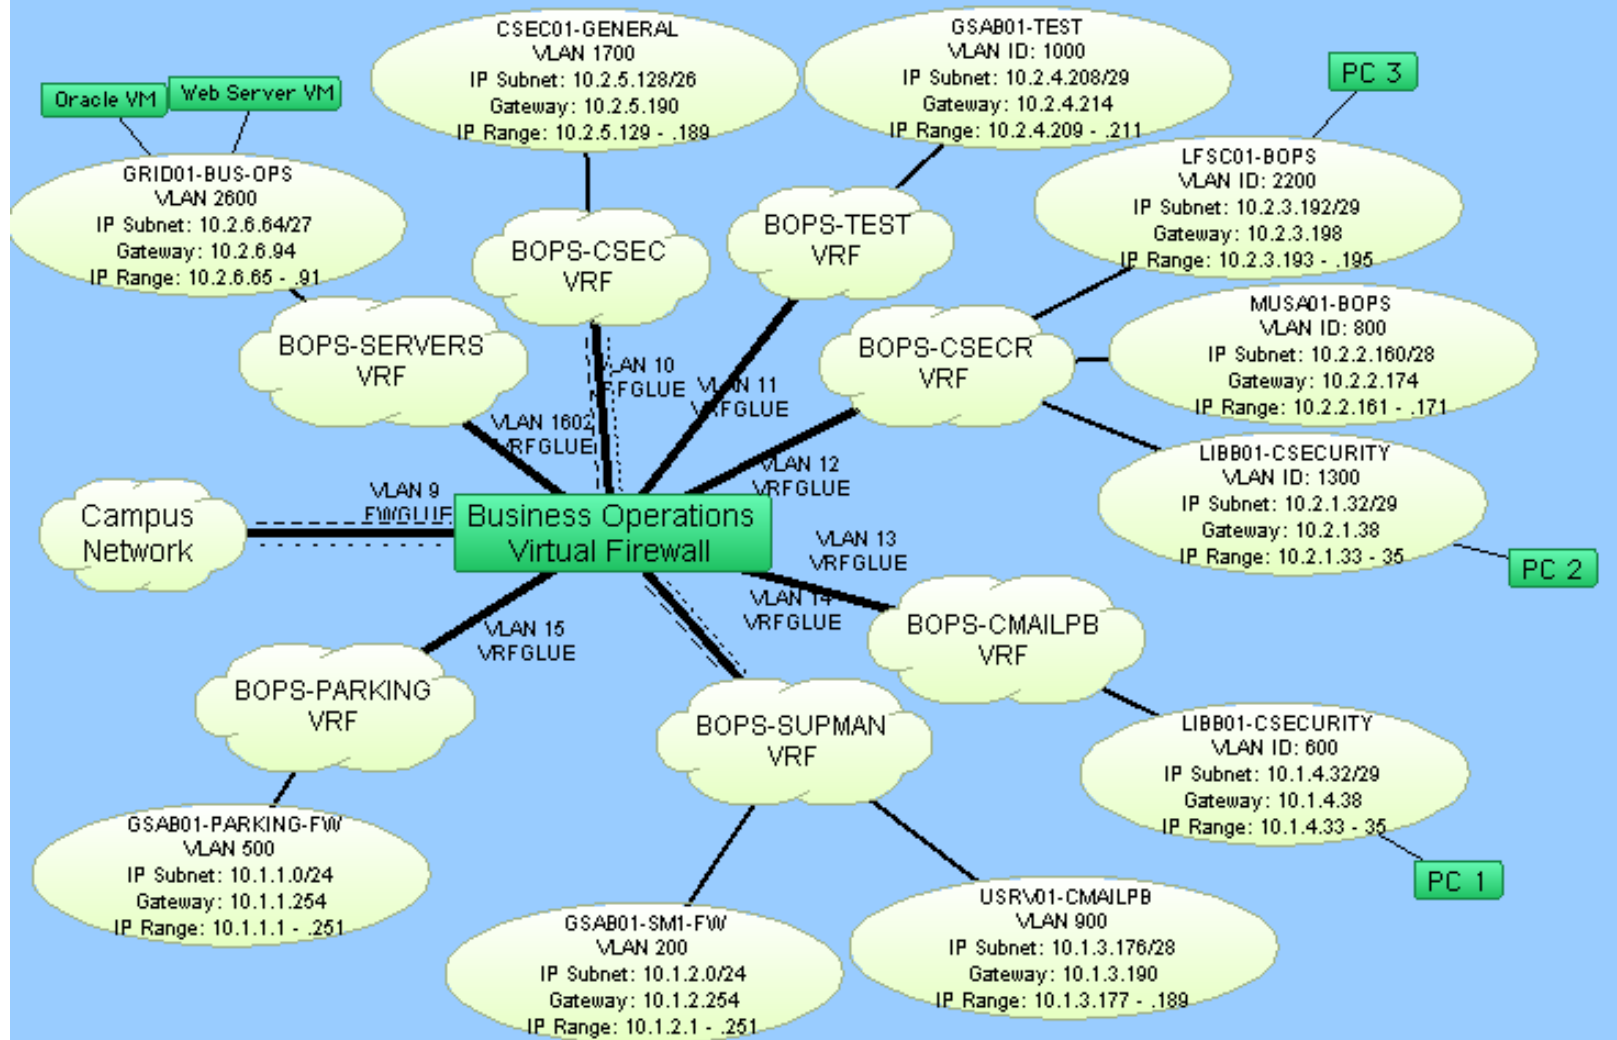 CSEC01-GENERAL
VLAN 1700
IP Subnet: 10.2.5.128/26
Gateway: 10.2.5.190
IP Range: 10.2.5.129 - .189
GSAB01-TEST
VLAN ID: 1000
IP Subnet: 10.2.4.208/29
Gateway: 10.2.4.214
IP Range: 10.2.4.209 - .211
PC 3
Oracle VM
Web Server VM
GRID01-BUS-OPS
VLAN 2600
IP Subnet: 10.2.6.64/27
Gateway: 10.2.6.94
IP Range: 10.2.6.65 - .91
LFSC01-BOPS
VLAN ID: 2200
IP Subnet: 10.2.3.192/29
Gateway: 10.2.3.198
IP Range: 10.2.3.193 - .195
BOPS-CSEC
VRF
BOPS-TEST
VRF
BOPS-SERVERS
VRF
BOPS-CSECR
VRF
MUSA01-BOPS
VLAN ID: 800
IP Subnet: 10.2.2.160/28
Gateway: 10.2.2.174
IP Range: 10.2.2.161 - .171
VLAN 10
VRFGLUE
VLAN 11
VRFGLUE
VLAN 1602
VRFGLUE
VLAN 12
VRFGLUE
LIBB01-CSECURITY
VLAN ID: 1300
IP Subnet: 10.2.1.32/29
Gateway: 10.2.1.38
IP Range: 10.2.1.33 - 35
PC 2
Campus
Network
VLAN 9
FWGLUE
Business Operations
Virtual Firewall
VLAN 13
VRFGLUE
VLAN 14
VRFGLUE
VLAN 15
VRFGLUE
BOPS-CMAILPB
VRF
BOPS-PARKING
VRF
BOPS-SUPMAN
VRF
LIBB01-CSECURITY
VLAN ID: 600
IP Subnet: 10.1.4.32/29
Gateway: 10.1.4.38
IP Range: 10.1.4.33 - 35
PC 1
GSAB01-PARKING-FW
VLAN 500
IP Subnet: 10.1.1.0/24
Gateway: 10.1.1.254
IP Range: 10.1.1.1 - .251
GSAB01-SM1-FW
VLAN 200
IP Subnet: 10.1.2.0/24
Gateway: 10.1.2.254
IP Range: 10.1.2.1 - .251
USRV01-CMAILPB
VLAN 900
IP Subnet: 10.1.3.176/28
Gateway: 10.1.3.190
IP Range: 10.1.3.177 - .189